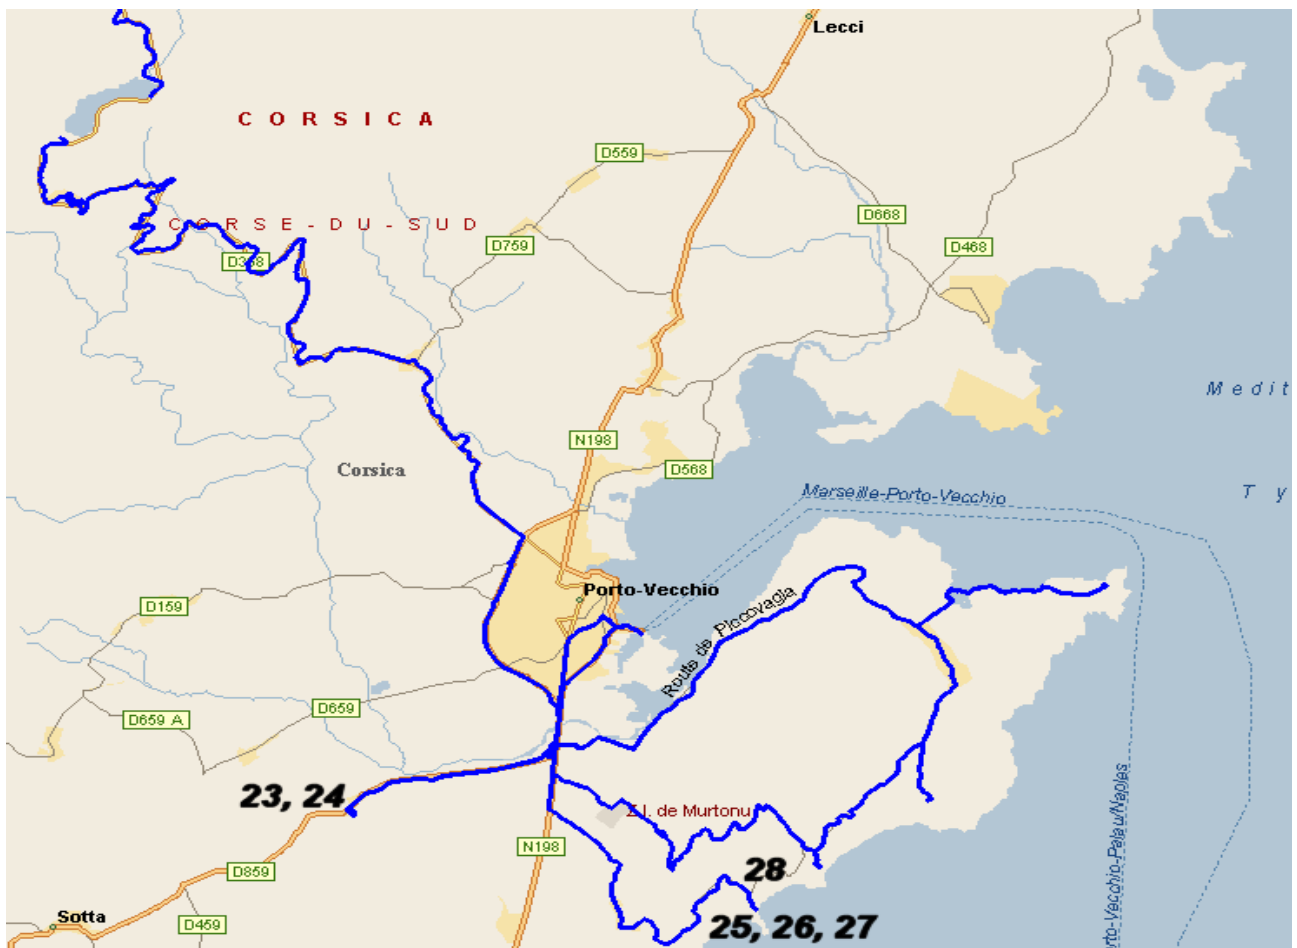 Lecci
CORSICA
D559
D668
CORSE-DU-SUD
D759
D468
D368
Medit
N198
Corsica
D568
Marseille-Porto-Vecchio
T y
Porto-Vecchio
D159
Route de Piccovagia
D659 A
D659
23, 24
Z.I. de Murtonu
rto-Vecchio-Palau/Naples
N198
D859
28
Sotta
D459
25, 26, 27